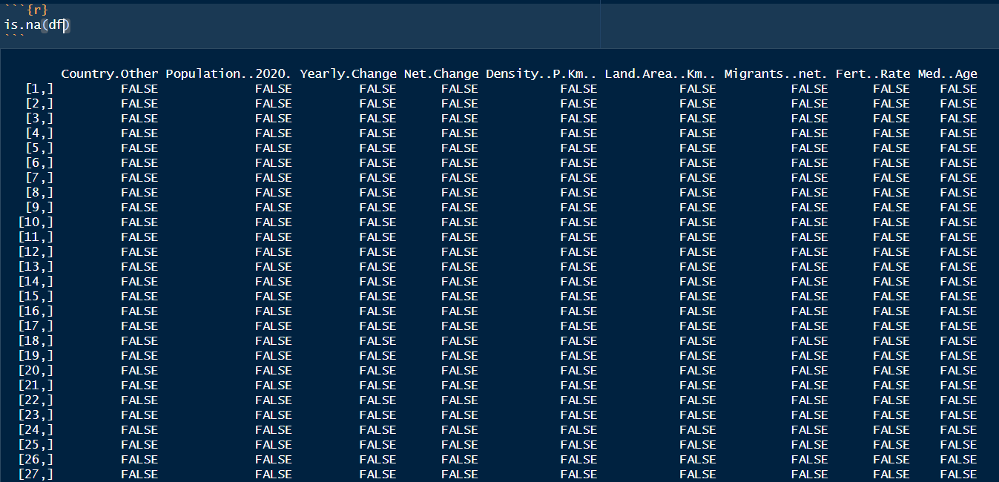 ```{r}
is.na(df)
```
Country.Other Population..2020. Yearly.Change Net.Change Density..P.Km.. Land.Area..Km.. Migrants..net. Fert..Rate Med..Age
[1,] FALSE FALSE FALSE FALSE FALSE FALSE FALSE FALSE FALSE
[2,] FALSE FALSE FALSE FALSE FALSE FALSE FALSE FALSE FALSE
[3,] FALSE FALSE FALSE FALSE FALSE FALSE FALSE FALSE FALSE
[4,] FALSE FALSE FALSE FALSE FALSE FALSE FALSE FALSE FALSE
[5,] FALSE FALSE FALSE FALSE FALSE FALSE FALSE FALSE FALSE
[6,] FALSE FALSE FALSE FALSE FALSE FALSE FALSE FALSE FALSE
[7,] FALSE FALSE FALSE FALSE FALSE FALSE FALSE FALSE FALSE
[8,] FALSE FALSE FALSE FALSE FALSE FALSE FALSE FALSE FALSE
[9,] FALSE FALSE FALSE FALSE FALSE FALSE FALSE FALSE FALSE
[10,] FALSE FALSE FALSE FALSE FALSE FALSE FALSE FALSE FALSE
[11,] FALSE FALSE FALSE FALSE FALSE FALSE FALSE FALSE FALSE
[12,] FALSE FALSE FALSE FALSE FALSE FALSE FALSE FALSE FALSE
[13,] FALSE FALSE FALSE FALSE FALSE FALSE FALSE FALSE FALSE
[14,] FALSE FALSE FALSE FALSE FALSE FALSE FALSE FALSE FALSE
[15,] FALSE FALSE FALSE FALSE FALSE FALSE FALSE FALSE FALSE
[16,] FALSE FALSE FALSE FALSE FALSE FALSE FALSE FALSE FALSE
[17,] FALSE FALSE FALSE FALSE FALSE FALSE FALSE FALSE FALSE
[18,] FALSE FALSE FALSE FALSE FALSE FALSE FALSE FALSE FALSE
[19,] FALSE FALSE FALSE FALSE FALSE FALSE FALSE FALSE FALSE
[20,] FALSE FALSE FALSE FALSE FALSE FALSE FALSE FALSE FALSE
[21,] FALSE FALSE FALSE FALSE FALSE FALSE FALSE FALSE FALSE
[22,] FALSE FALSE FALSE FALSE FALSE FALSE FALSE FALSE FALSE
[23,] FALSE FALSE FALSE FALSE FALSE FALSE FALSE FALSE FALSE
[24,] FALSE FALSE FALSE FALSE FALSE FALSE FALSE FALSE FALSE
[25,] FALSE FALSE FALSE FALSE FALSE FALSE FALSE FALSE FALSE
[26,] FALSE FALSE FALSE FALSE FALSE FALSE FALSE FALSE FALSE
[27,] FALSE FALSE FALSE FALSE FALSE FALSE FALSE FALSE FALSE